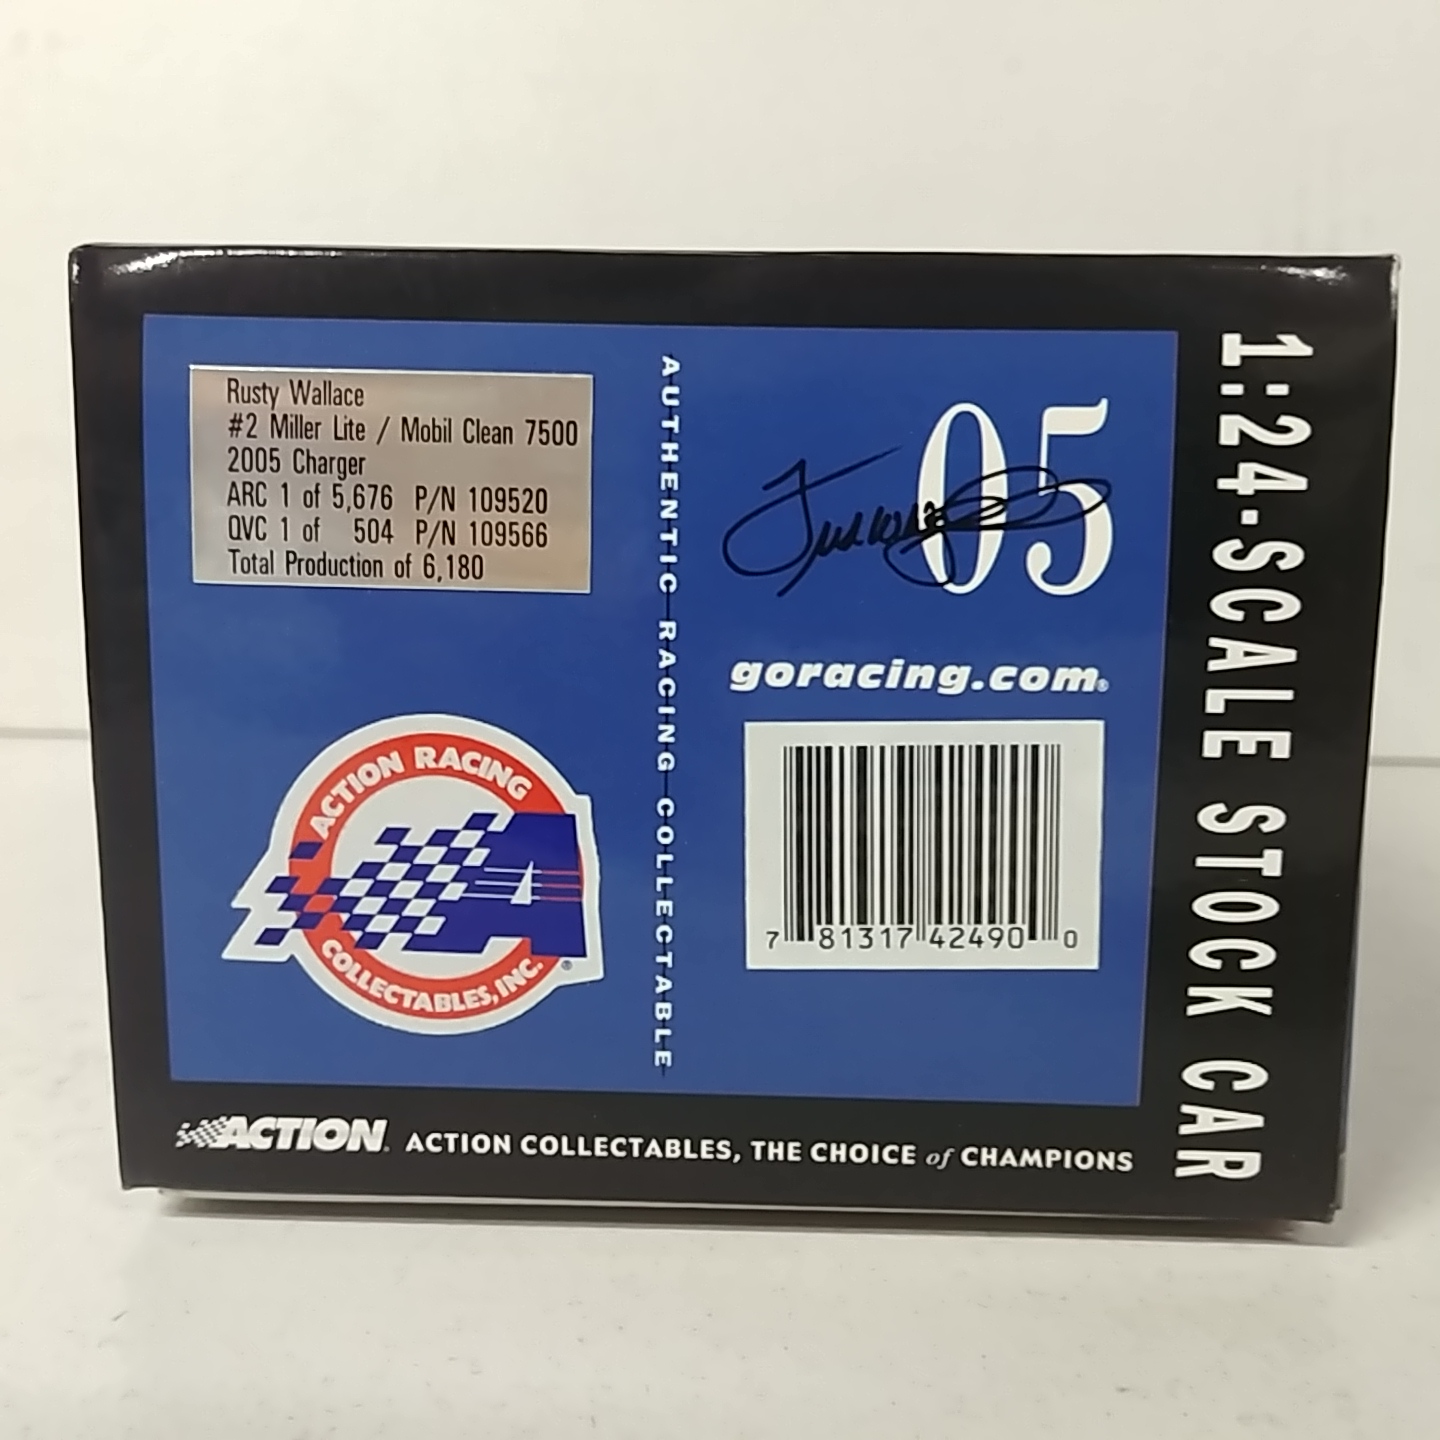 Rusty Wallace
#2 Miller Lite / Mobil Clean 7500
2005 Charger
ARC 1 of 5,676 P/N 109520
QVC 1 of 504 P/N 109566
Total Production of 6,180
ACTION RACING
COLLECTABLES, INC.®
AUTHENTIC RACING COLLECTABLE
05
goracing.com®
7 81317 42490 0
1:24-SCALE STOCK CAR
ACTION® ACTION COLLECTABLES, THE CHOICE of CHAMPIONS